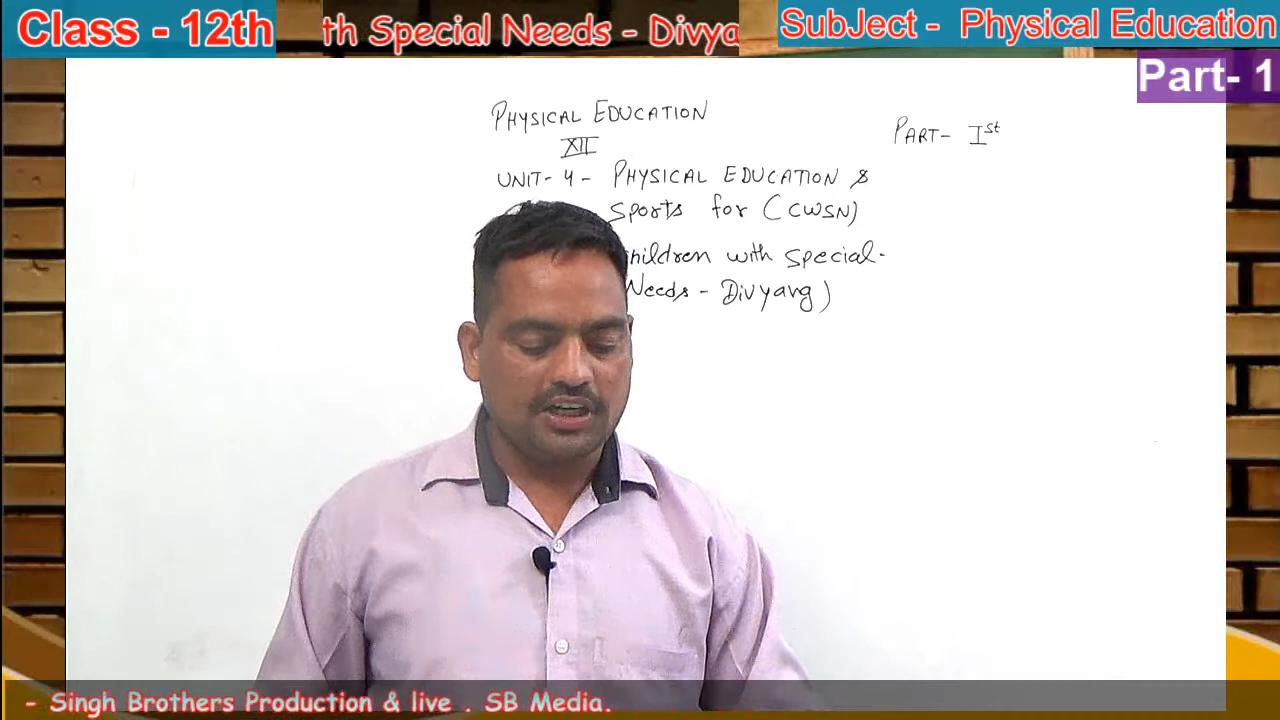 Class - 12th
th Special Needs - Divya
SubJect - Physical Education
Part- 1
PHYSICAL EDUCATION
XII
PART- Ist
UNIT- 4 - PHYSICAL EDUCATION &
Sports for (CWSN)
children with special-
Needs - Divyang)
- Singh Brothers Production & live . SB Media.